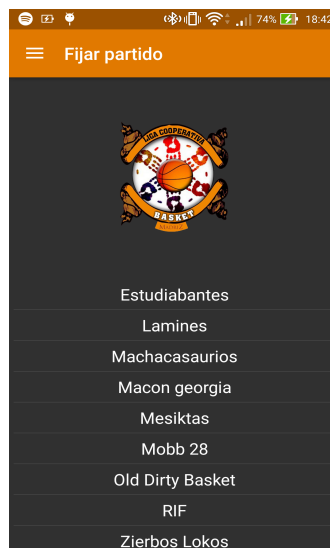 74% 18:42
Fijar partido
LIGA COOPERATIVA
BASKET
Estudiabantes
Lamines
Machacasaurios
Macon georgia
Mesiktas
Mobb 28
Old Dirty Basket
RIF
Zierbos Lokos